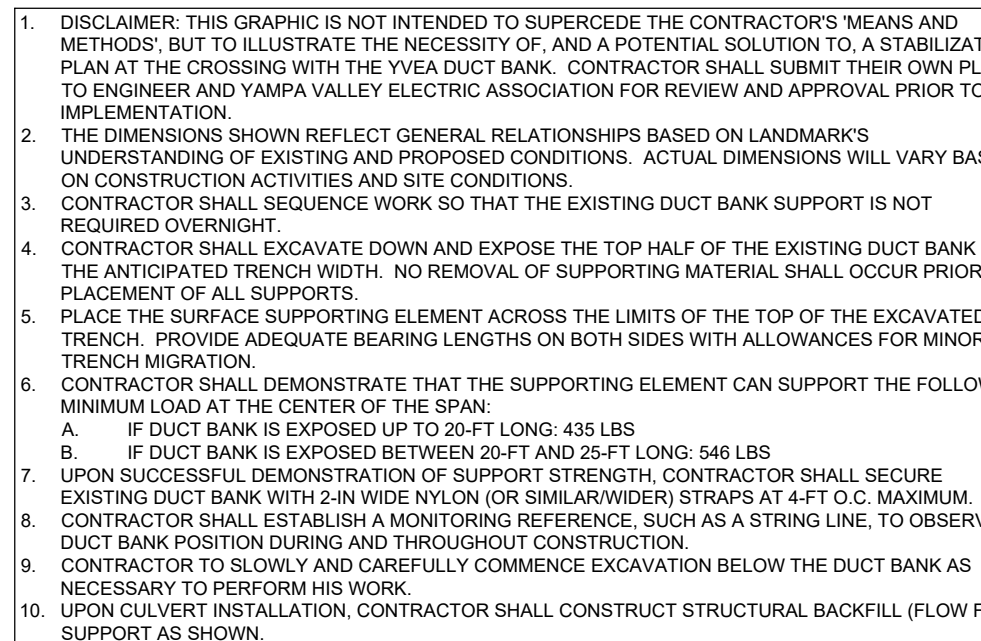 1. DISCLAIMER: THIS GRAPHIC IS NOT INTENDED TO SUPERCEDE THE CONTRACTOR'S 'MEANS AND
METHODS', BUT TO ILLUSTRATE THE NECESSITY OF, AND A POTENTIAL SOLUTION TO, A
PLAN AT THE CROSSING WITH THE YVEA DUCT BANK. CONTRACTOR SHALL SUBMIT THEIR OWN
TO ENGINEER AND YAMPA VALLEY ELECTRIC ASSOCIATION FOR REVIEW AND APPROVAL PRIOR TO
IMPLEMENTATION.
2. THE DIMENSIONS SHOWN REFLECT GENERAL RELATIONSHIPS BASED ON LANDMARK'S
UNDERSTANDING OF EXISTING AND PROPOSED CONDITIONS. ACTUAL DIMENSIONS WILL VARY
ON CONSTRUCTION ACTIVITIES AND SITE CONDITIONS.
3. CONTRACTOR SHALL SEQUENCE WORK SO THAT THE EXISTING DUCT BANK SUPPORT IS NOT
REQUIRED OVERNIGHT.
4. CONTRACTOR SHALL EXCAVATE DOWN AND EXPOSE THE TOP HALF OF THE EXISTING DUCT BANK
THE ANTICIPATED TRENCH WIDTH. NO REMOVAL OF SUPPORTING MATERIAL SHALL OCCUR PRIOR
PLACEMENT OF ALL SUPPORTS.
5. PLACE THE SURFACE SUPPORTING ELEMENT ACROSS THE LIMITS OF THE TOP OF THE EXCAVATED
TRENCH. PROVIDE ADEQUATE BEARING LENGTHS ON BOTH SIDES WITH ALLOWANCES FOR MINOR
TRENCH MIGRATION.
6. CONTRACTOR SHALL DEMONSTRATE THAT THE SUPPORTING ELEMENT CAN SUPPORT THE
MINIMUM LOAD AT THE CENTER OF THE SPAN:
A. IF DUCT BANK IS EXPOSED UP TO 20-FT LONG: 435 LBS
B. IF DUCT BANK IS EXPOSED BETWEEN 20-FT AND 25-FT LONG: 546 LBS
7. UPON SUCCESSFUL DEMONSTRATION OF SUPPORT STRENGTH, CONTRACTOR SHALL SECURE
EXISTING DUCT BANK WITH 2-IN WIDE NYLON (OR SIMILAR/WIDER) STRAPS AT 4-FT O.C. MAXIMUM.
8. CONTRACTOR SHALL ESTABLISH A MONITORING REFERENCE, SUCH AS A STRING LINE, TO
DUCT BANK POSITION DURING AND THROUGHOUT CONSTRUCTION.
9. CONTRACTOR TO SLOWLY AND CAREFULLY COMMENCE EXCAVATION BELOW THE DUCT BANK AS
NECESSARY TO PERFORM HIS WORK.
10. UPON CULVERT INSTALLATION, CONTRACTOR SHALL CONSTRUCT STRUCTURAL BACKFILL (FLOW
SUPPORT AS SHOWN.